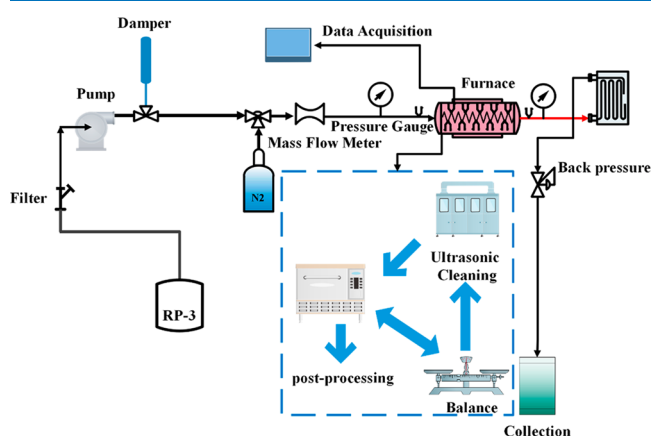 Damper
Data Acquisition
Pump
Furnace
Pressure Gauge
Mass Flow Meter
Back pressure
Filter
N2
Ultrasonic
Cleaning
RP-3
post-processing
Balance
Collection